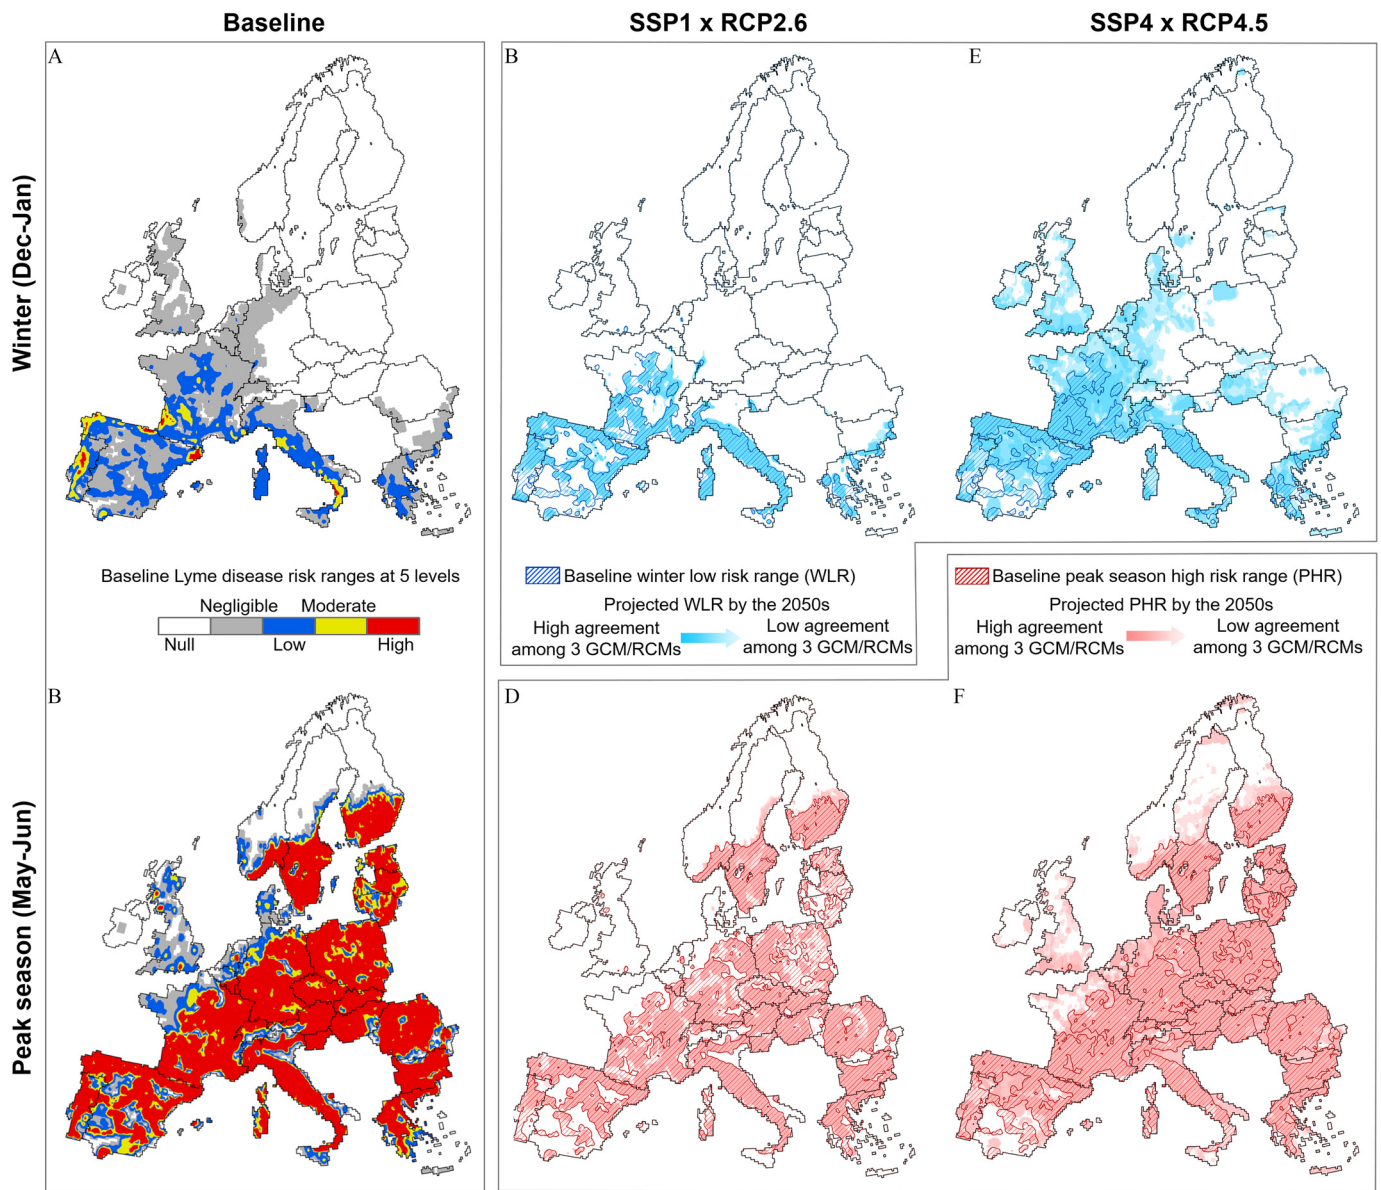 Baseline
SSP1 x RCP2.6
SSP4 x RCP4.5
Winter (Dec-Jan)
A
B
E
Baseline Lyme disease risk ranges at 5 levels
Negligible
Moderate
Null
Low
High
Baseline winter low risk range (WLR)
Projected WLR by the 2050s
High agreement
among 3 GCM/RCMs
Low agreement
among 3 GCM/RCMs
Baseline peak season high risk range (PHR)
Projected PHR by the 2050s
High agreement
among 3 GCM/RCMs
Low agreement
among 3 GCM/RCMs
Peak season (May-Jun)
B
D
F